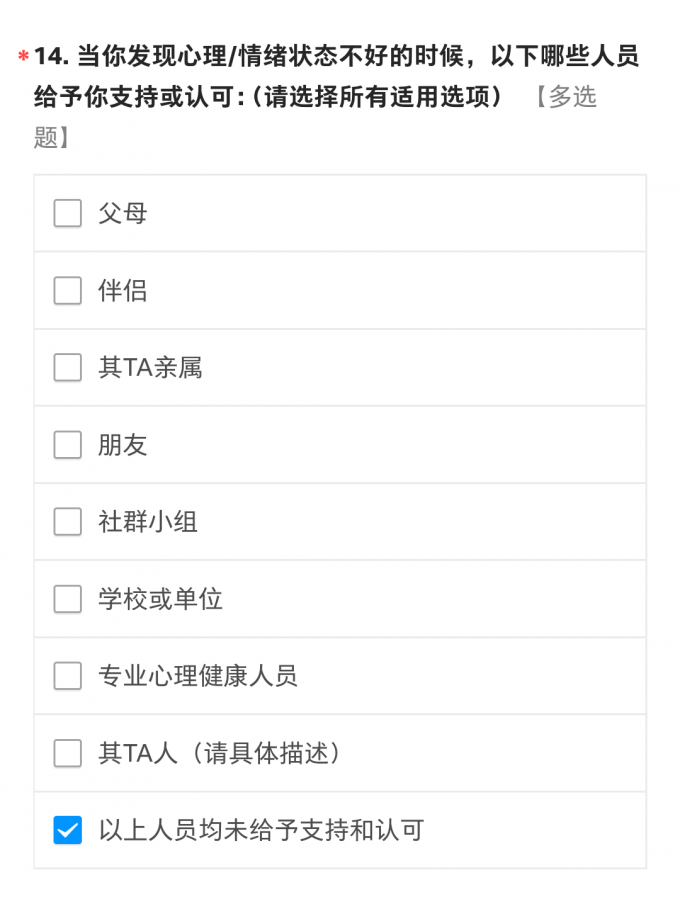 *14. 当你发现心理/情绪状态不好的时候，以下哪些人员
给予你支持或认可:（请选择所有适用选项） 【多选
题】
父母
伴侣
其TA亲属
朋友
社群小组
学校或单位
专业心理健康人员
其TA人（请具体描述）
以上人员均未给予支持和认可